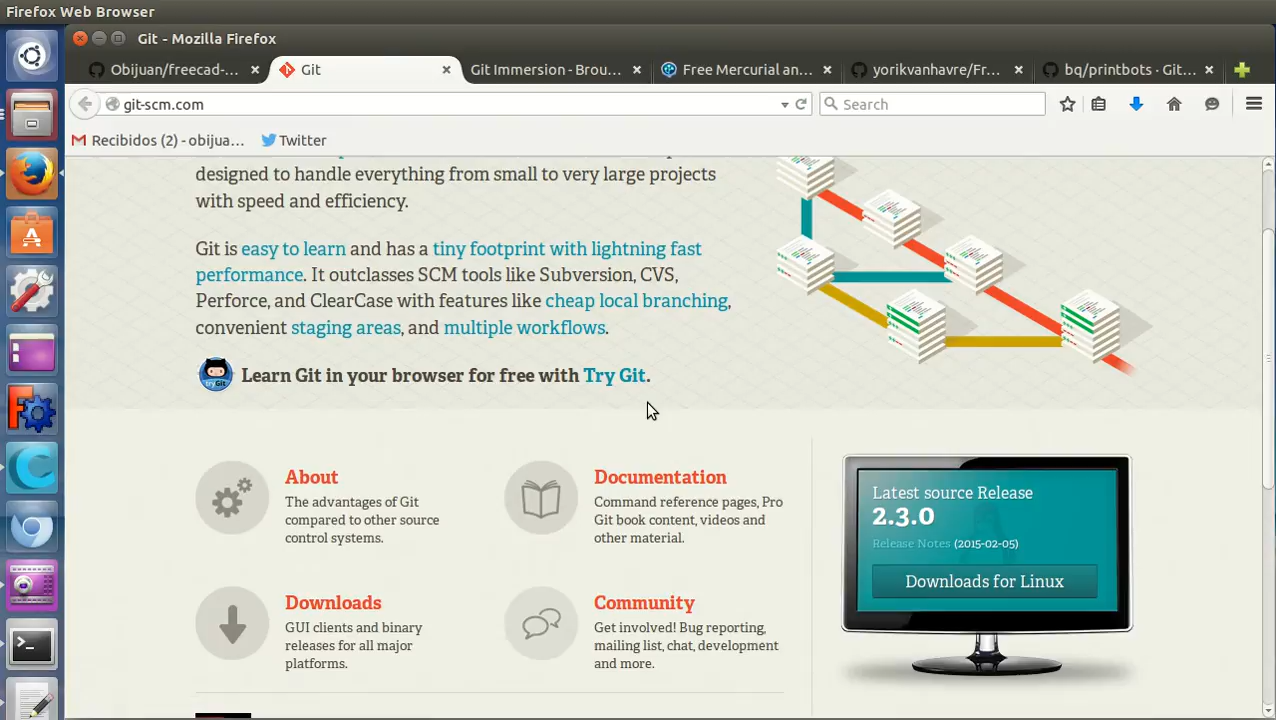 Firefox Web Browser
Git - Mozilla Firefox
Obijuan/freecad-...
Git
Git Immersion - Brou...
Free Mercurial an...
yorikvanhavre/Fr...
bq/printbots · Git...
git-scm.com
Search
Recibidos (2) - obijua...
Twitter
designed to handle everything from small to very large projects
with speed and efficiency.
Git is easy to learn and has a tiny footprint with lightning fast
performance. It outclasses SCM tools like Subversion, CVS,
Perforce, and ClearCase with features like cheap local branching,
convenient staging areas, and multiple workflows.
try Git
Learn Git in your browser for free with Try Git.
About
The advantages of Git
compared to other source
control systems.
Documentation
Command reference pages, Pro
Git book content, videos and
other material.
Downloads
GUI clients and binary
releases for all major
platforms.
Community
Get involved! Bug reporting,
mailing list, chat, development
and more.
Latest source Release
2.3.0
Release Notes (2015-02-05)
Downloads for Linux